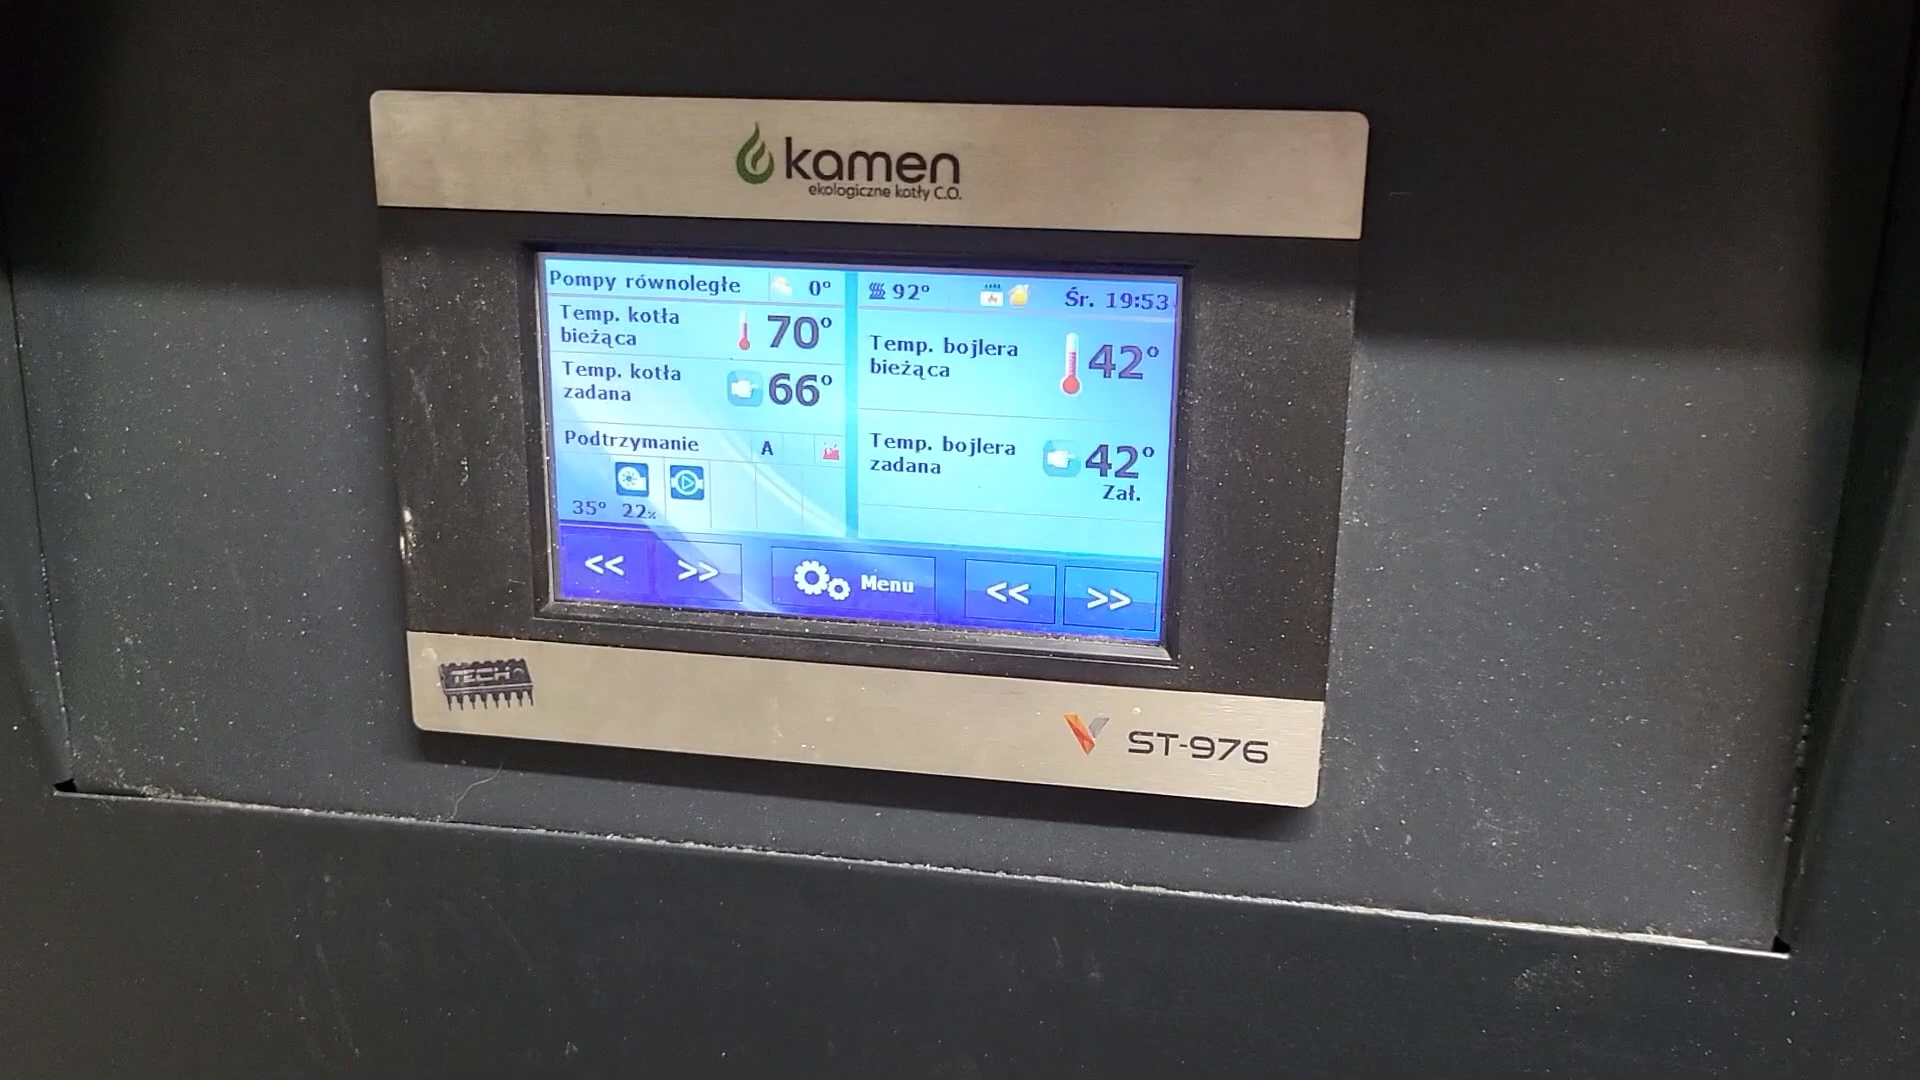 kamen
ekologiczne kotły C.O.
Pompy równoległe 0°
Temp. kotła
bieżąca
70°
Temp. kotła
zadana
66°
Podtrzymanie A
35° 22%
92° Śr. 19:53
Temp. bojlera
bieżąca
42°
Temp. bojlera
zadana
42°
Zał.
<< >> Menu << >>
TECH
ST-976